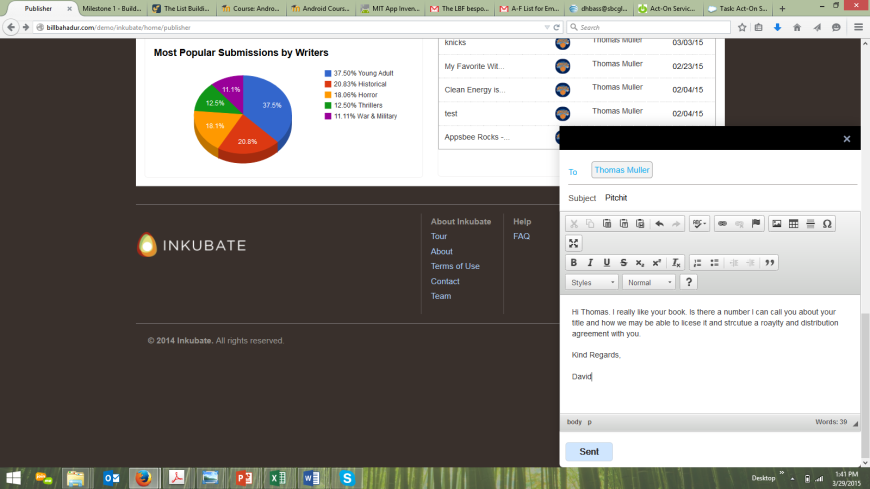 Publisher
Milestone 1 - Build...
The List Buildi...
Course: Andro...
Android Cours...
MIT App Inven...
The LBF bespo...
A-F List for Em...
dhbass@sbcgl...
Act-On Servic...
Task: Act-On S...
billbahadur.com/demo/inkubate/home/publisher
Search
Most Popular Submissions by Writers
37.50% Young Adult
20.83% Historical
18.06% Horror
12.50% Thrillers
11.11% War & Military
11.1%
12.5%
37.5%
18.1%
20.8%
knicks Thomas Muller 03/03/15
My Favorite Wit... Thomas Muller 02/23/15
Clean Energy is... Thomas Muller 02/04/15
test Thomas Muller 02/04/15
Appsbee Rocks -...
To Thomas Muller
Subject Pitchit
ABC
B I U S x₂ x² Tx
Styles Normal ?
Hi Thomas. I really like your book. Is there a number I can call you about your
title and how we may be able to licese it and strcutue a roaylty and distribution
agreement with you.
Kind Regards,
David
body p Words: 39
Sent
INKUBATE
About Inkubate
Tour
About
Terms of Use
Contact
Team
Help
FAQ
© 2014 Inkubate. All rights reserved.
Desktop
1:41 PM
3/29/2015